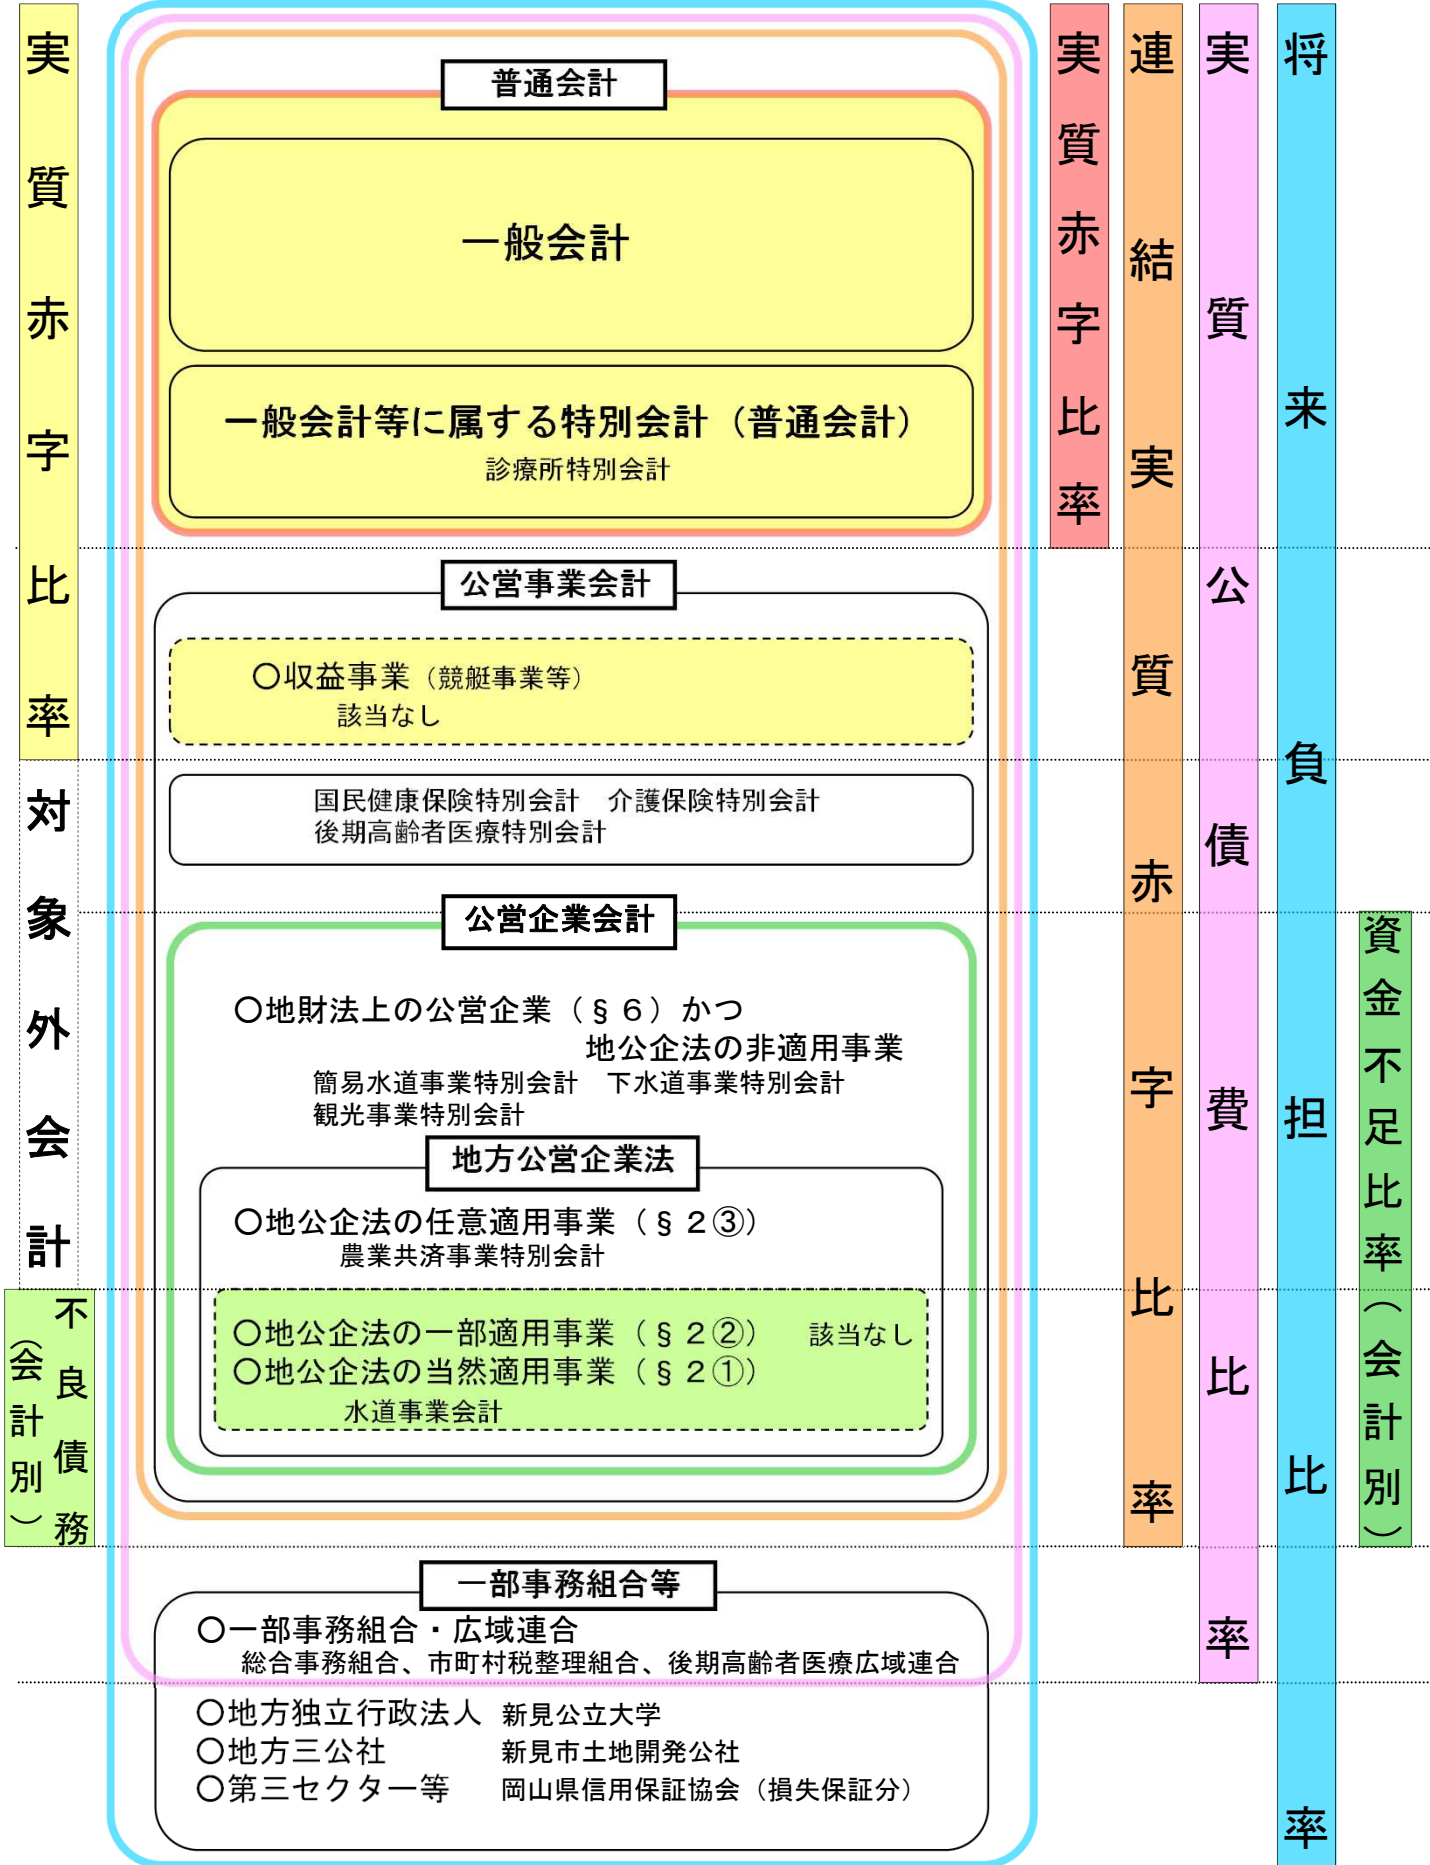 実質赤字比率
対象外会計
不良債務
（会計別）
普通会計
一般会計
一般会計等に属する特別会計（普通会計）
診療所特別会計
公営事業会計
〇収益事業（競艇事業等）
該当なし
国民健康保険特別会計　介護保険特別会計
後期高齢者医療特別会計
公営企業会計
〇地財法上の公営企業（§６）かつ
地公企法の非適用事業
簡易水道事業特別会計　下水道事業特別会計
観光事業特別会計
地方公営企業法
〇地公企法の任意適用事業（§２③）
農業共済事業特別会計
〇地公企法の一部適用事業（§２②）　該当なし
〇地公企法の当然適用事業（§２①）
水道事業会計
一部事務組合等
〇一部事務組合・広域連合
総合事務組合、市町村税整理組合、後期高齢者医療広域連合
〇地方独立行政法人　新見公立大学
〇地方三公社　新見市土地開発公社
〇第三セクター等　岡山県信用保証協会（損失保証分）
実質赤字比率
連結実質赤字比率
実質公債費比率
将来負担比率
資金不足比率（会計別）